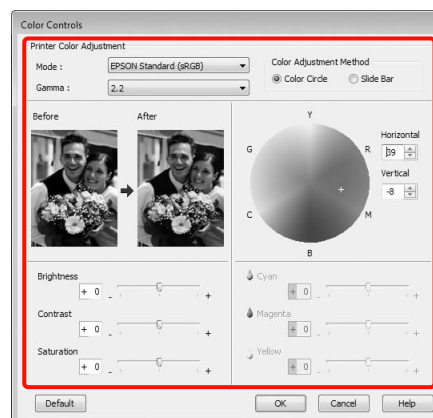 Color Controls
Printer Color Adjustment
Mode : EPSON Standard (sRGB)
Gamma : 2.2
Color Adjustment Method
Color Circle Slide Bar
Before After
Y
G R
C M
B
Horizontal
39
Vertical
-8
Brightness
+ 0 - +
Contrast
+ 0 - +
Saturation
+ 0 - +
Cyan
+ 0 - +
Magenta
+ 0 - +
Yellow
+ 0 - +
Default OK Cancel Help